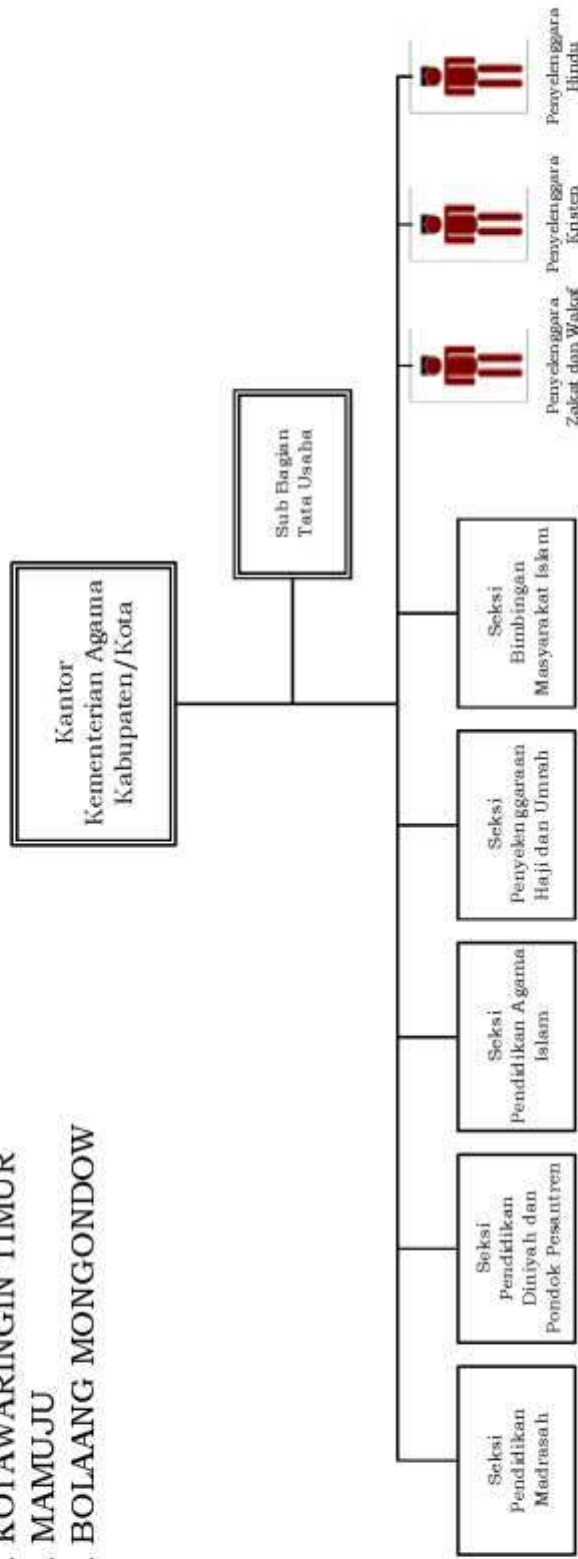 KOTAWARINGIN TIMUR
MAMUJU
BOLAANG MONGONDOW
Kantor
Kementerian Agama
Kabupaten/Kota
Sub Bagian
Tata Usaha
Seksi
Pendidikan
Madrasah
Seksi
Pendidikan
Diniyah dan
Pondok Pesantren
Seksi
Pendidikan Agama
Islam
Seksi
Penyelenggaraan
Haji dan Umrah
Seksi
Bimbingan
Masyarakat Islam
Penyelenggara
Zakat dan Wakaf
Penyelenggara
Kristen
Penyelenggara
Hindu